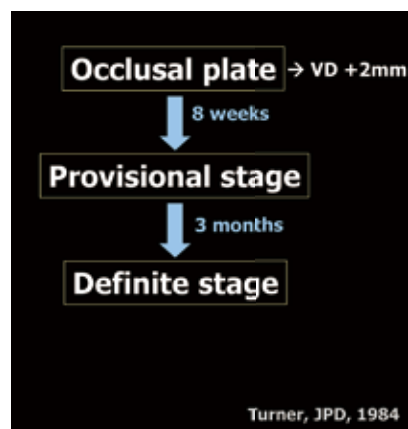 Occlusal plate → VD +2mm
8 weeks
Provisional stage
3 months
Definite stage
Turner, JPD, 1984